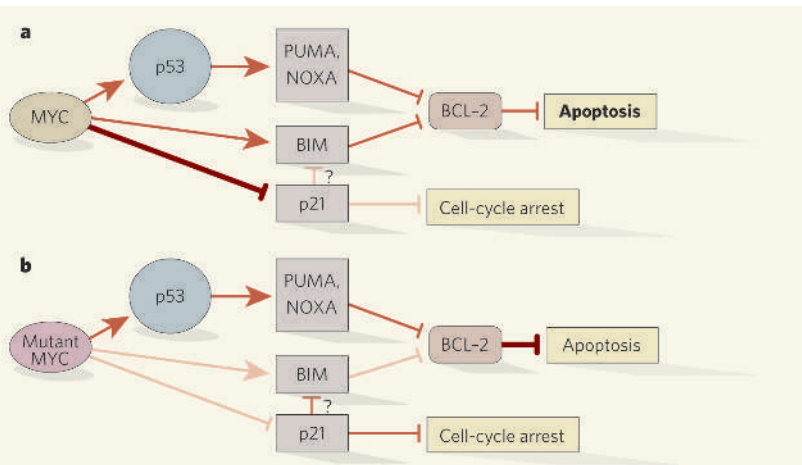 a
p53
PUMA,
NOXA
MYC
BCL-2
Apoptosis
BIM
?
p21
Cell-cycle arrest
b
p53
PUMA,
NOXA
Mutant
MYC
BCL-2
Apoptosis
BIM
?
p21
Cell-cycle arrest